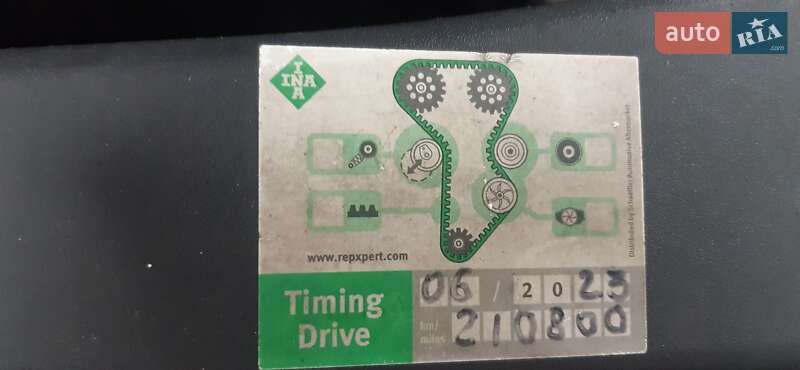 auto RIA .com
INA
INA
www.repxpert.com
Distributed by Schaeffler Automotive Aftermarket
Timing
Drive
06 / 2023
km/
miles 210800